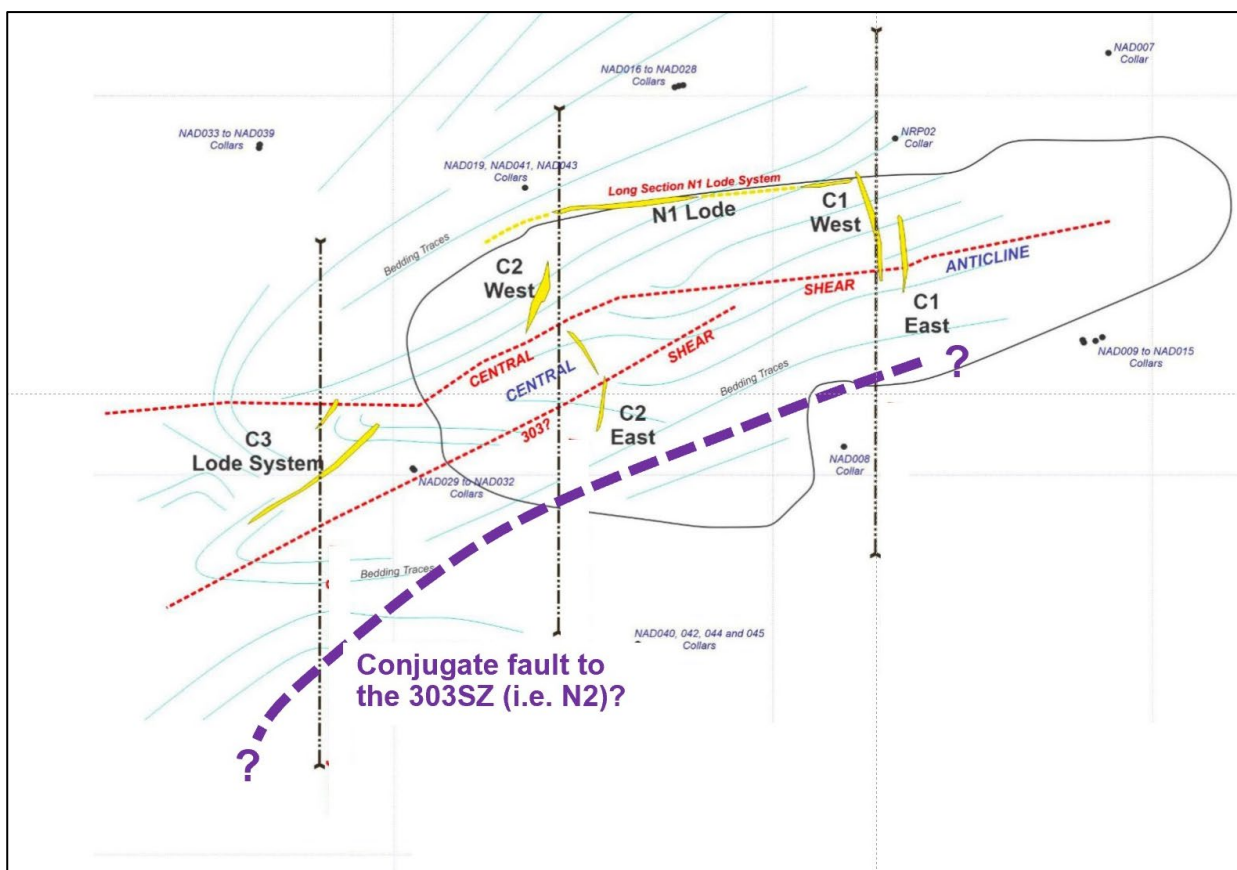 NAD007
Collar
NAD016 to NAD028
Collars
NAD033 to NAD039
Collars
NRP02
Collar
NAD019, NAD041, NAD043
Collars
Long Section N1 Lode System
N1 Lode
C1
West
Bedding Traces
C2
West
ANTICLINE
SHEAR
C1
East
CENTRAL
SHEAR
CENTRAL
NAD009 to NAD015
Collars
Bedding Traces
?
303?
C2
East
C3
Lode System
NAD008
Collar
NAD029 to NAD032
Collars
Bedding Traces
NAD040, 042, 044 and 045
Collars
Conjugate fault to
the 303SZ (i.e. N2)?
?